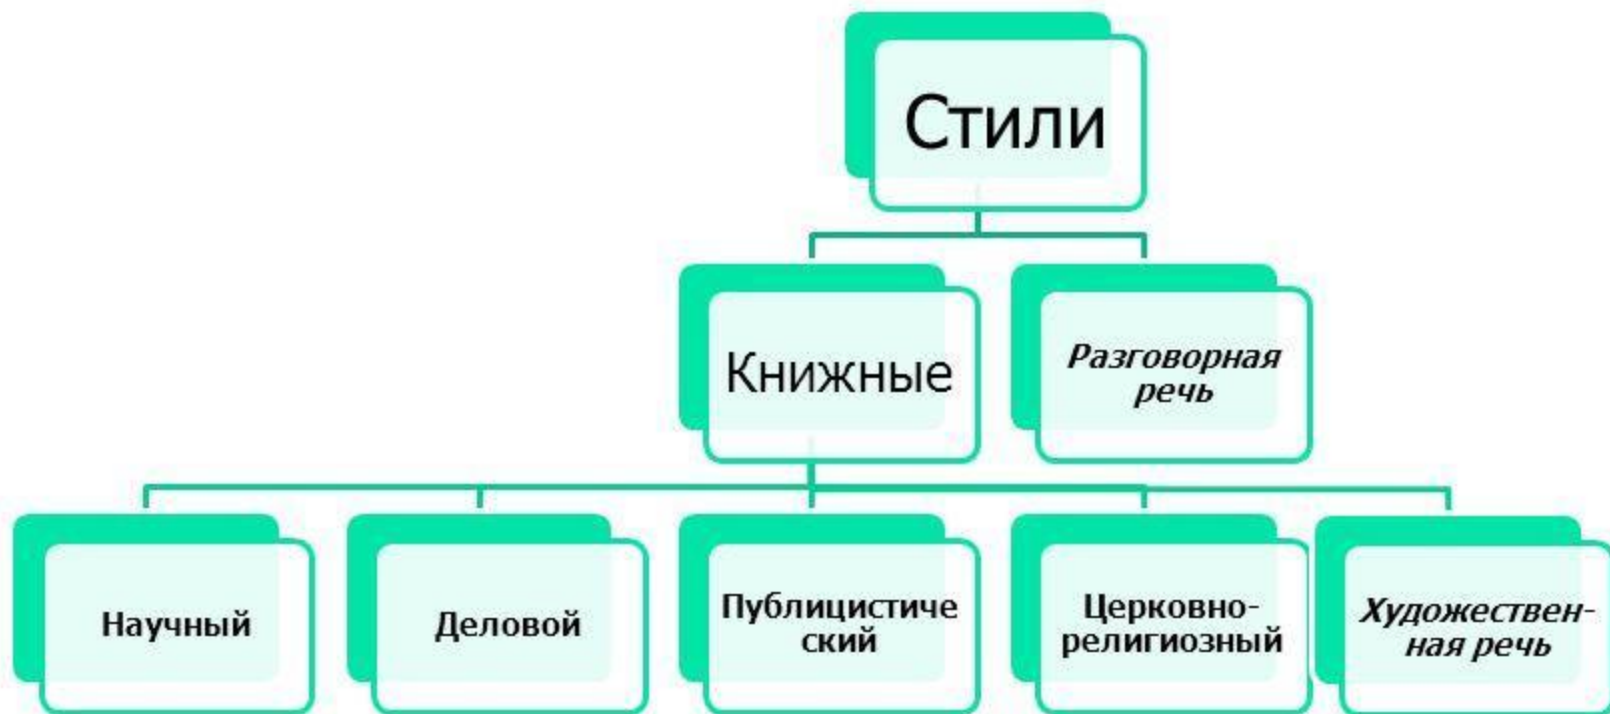 Стили
Книжные
Разговорная
речь
Научный
Деловой
Публицистиче
ский
Церковно-
религиозный
Художествен-
ная речь